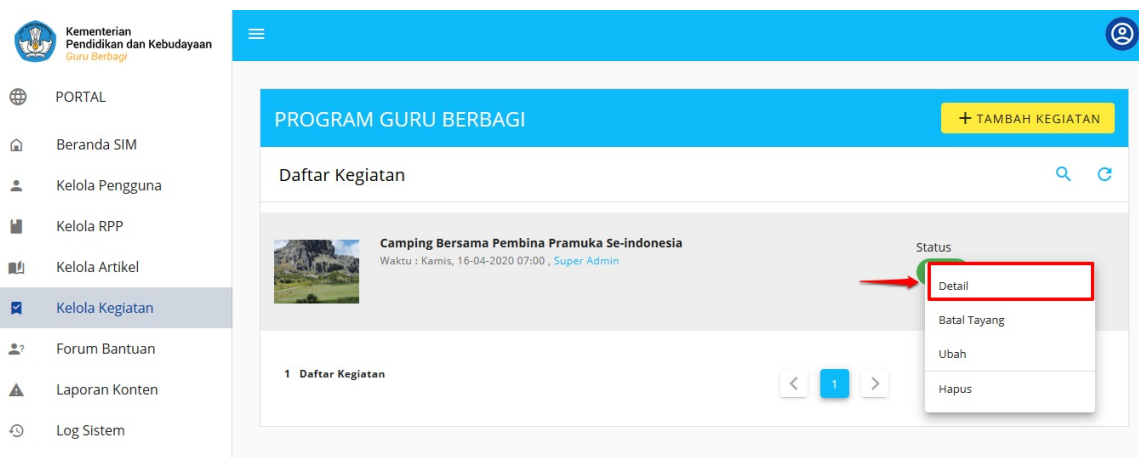 Kementerian
Pendidikan dan Kebudayaan
Guru Berbagi
PORTAL
Beranda SIM
Kelola Pengguna
Kelola RPP
Kelola Artikel
Kelola Kegiatan
Forum Bantuan
Laporan Konten
Log Sistem
PROGRAM GURU BERBAGI
+ TAMBAH KEGIATAN
Daftar Kegiatan
Camping Bersama Pembina Pramuka Se-indonesia
Waktu : Kamis, 16-04-2020 07:00 , Super Admin
Status
Detail
Batal Tayang
Ubah
Hapus
1 Daftar Kegiatan
< 1 >